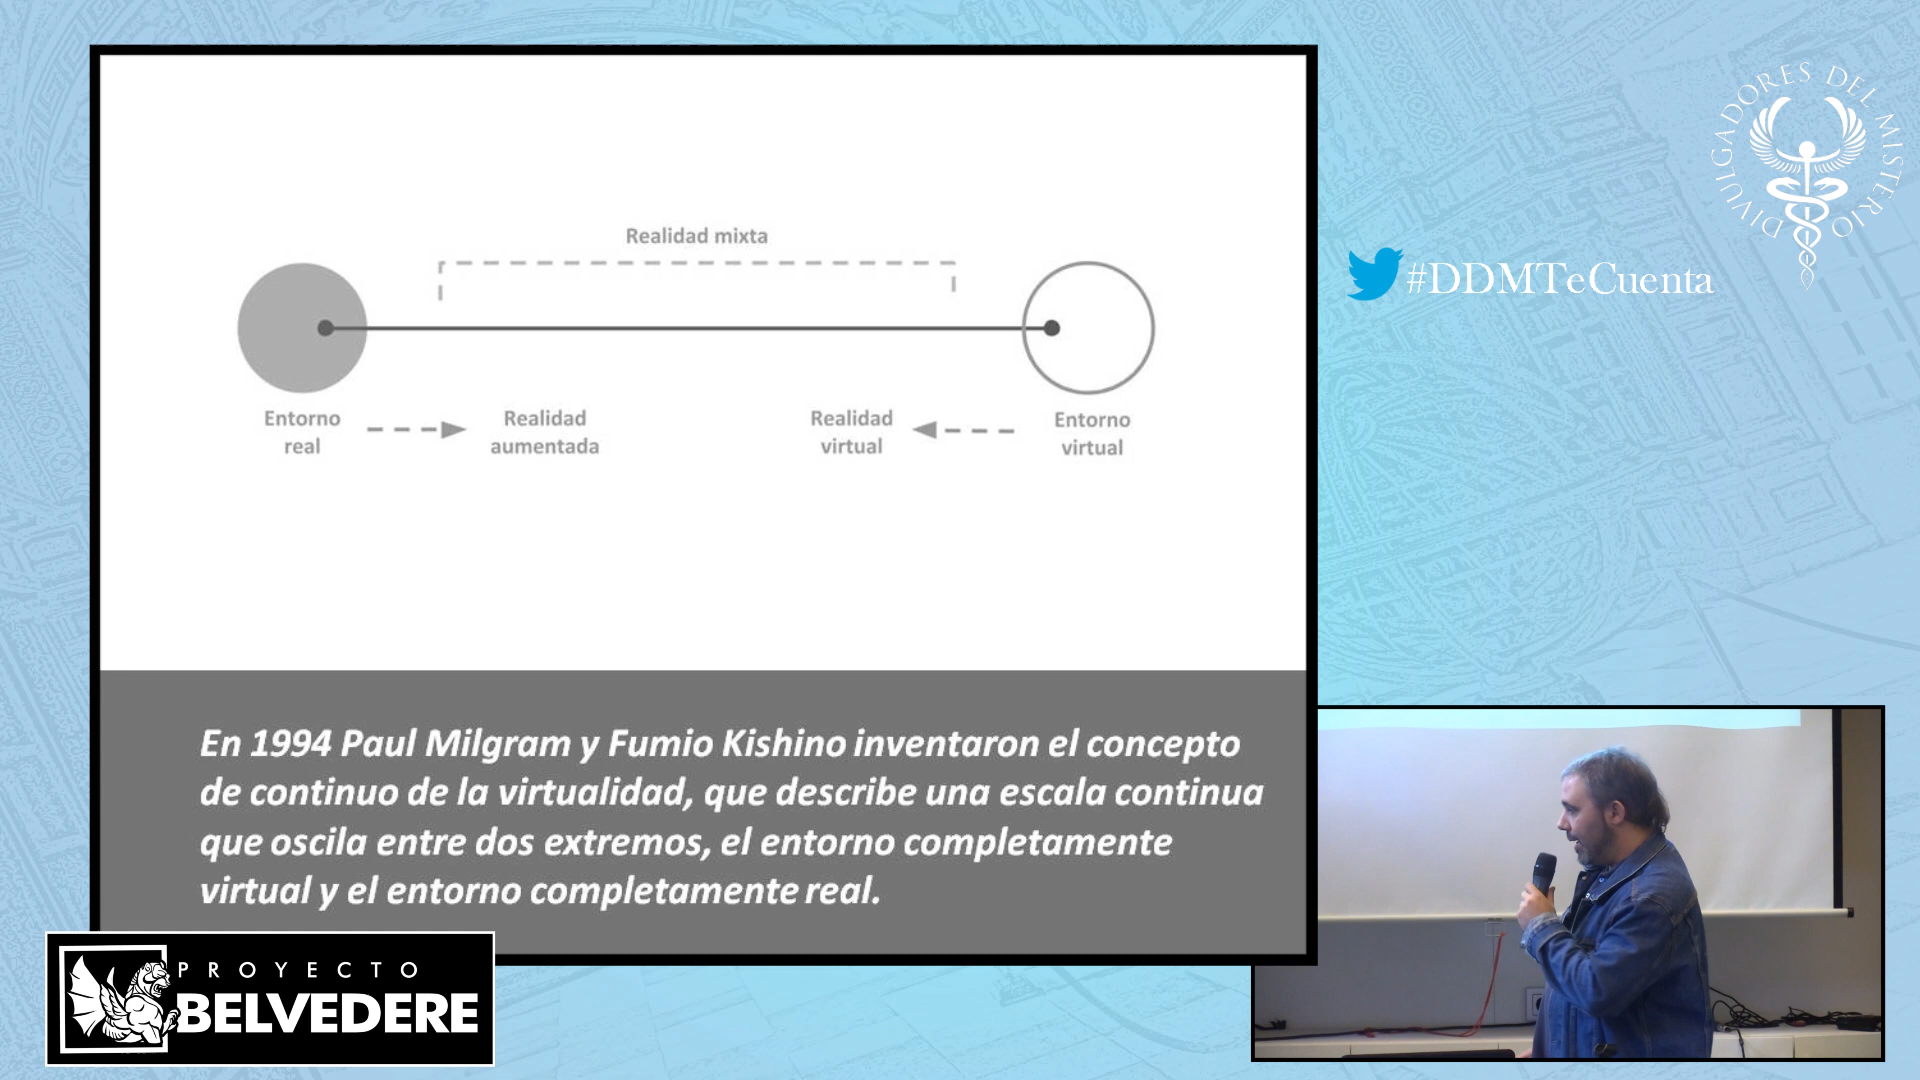 Realidad mixta
Entorno
real
Realidad
aumentada
Realidad
virtual
Entorno
virtual
En 1994 Paul Milgram y Fumio Kishino inventaron el concepto
de continuo de la virtualidad, que describe una escala continua
que oscila entre dos extremos, el entorno completamente
virtual y el entorno completamente real.
DIVULGADORES DEL MISTERIO
#DDMTeCuenta
PROYECTO
BELVEDERE